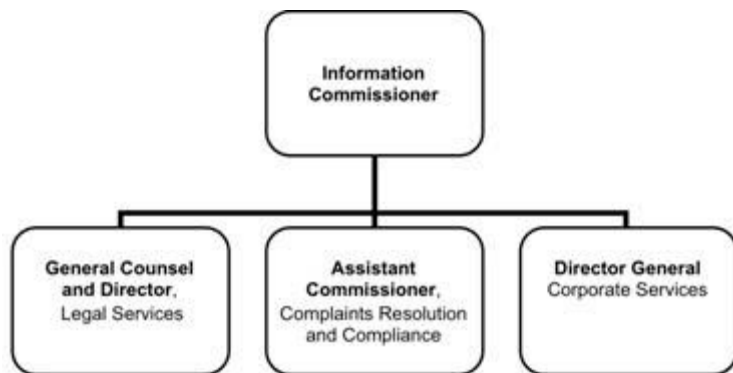 Information
Commissioner
General Counsel
and Director,
Legal Services
Assistant
Commissioner,
Complaints Resolution
and Compliance
Director General
Corporate Services